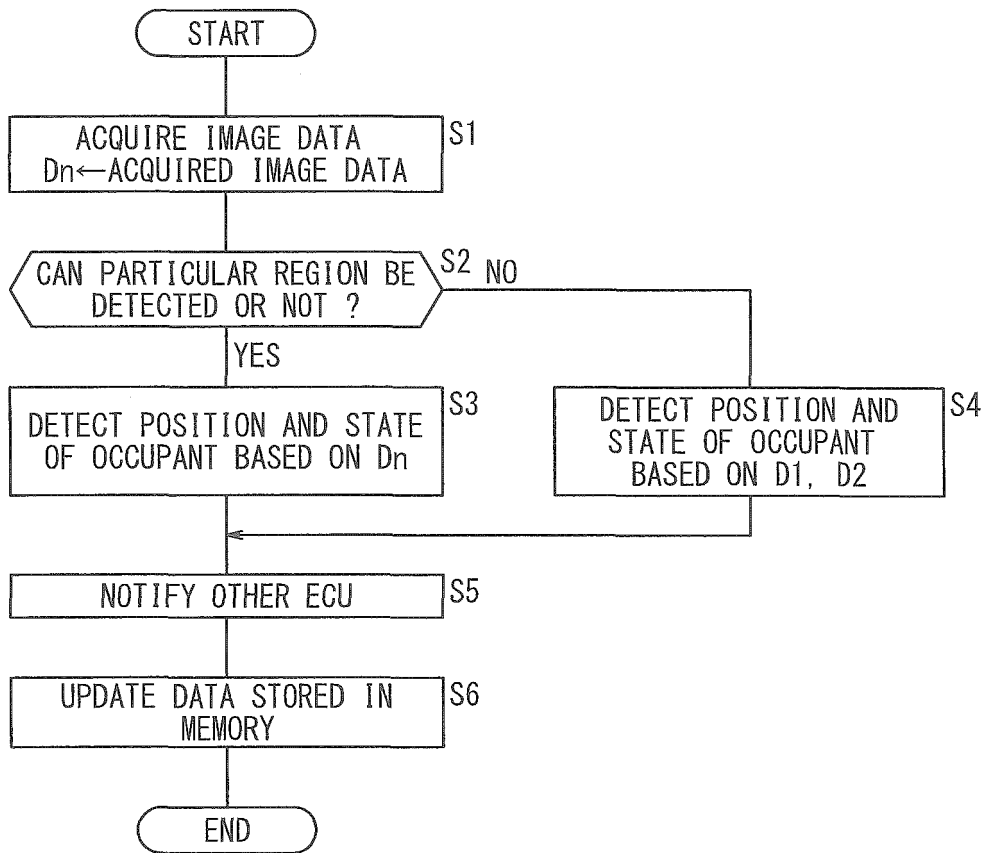 START
ACQUIRE IMAGE DATA
Dn←ACQUIRED IMAGE DATA
S1
CAN PARTICULAR REGION BE
DETECTED OR NOT ?
S2
NO
YES
DETECT POSITION AND STATE
OF OCCUPANT BASED ON Dn
S3
DETECT POSITION AND
STATE OF OCCUPANT
BASED ON D1, D2
S4
NOTIFY OTHER ECU
S5
UPDATE DATA STORED IN
MEMORY
S6
END